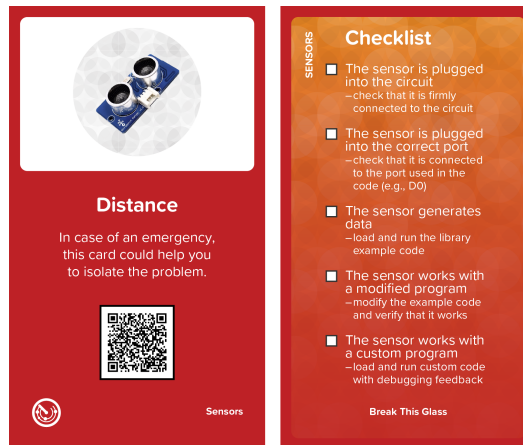 Distance
In case of an emergency,
this card could help you
to isolate the problem.
Sensors
SENSORS
Checklist
The sensor is plugged
into the circuit
–check that it is firmly
connected to the circuit
The sensor is plugged
into the correct port
–check that it is connected
to the port used in the
code (e.g., D0)
The sensor generates
data
–load and run the library
example code
The sensor works with
a modified program
–modify the example code
and verify that it works
The sensor works with
a custom program
–load and run custom code
with debugging feedback
Break This Glass